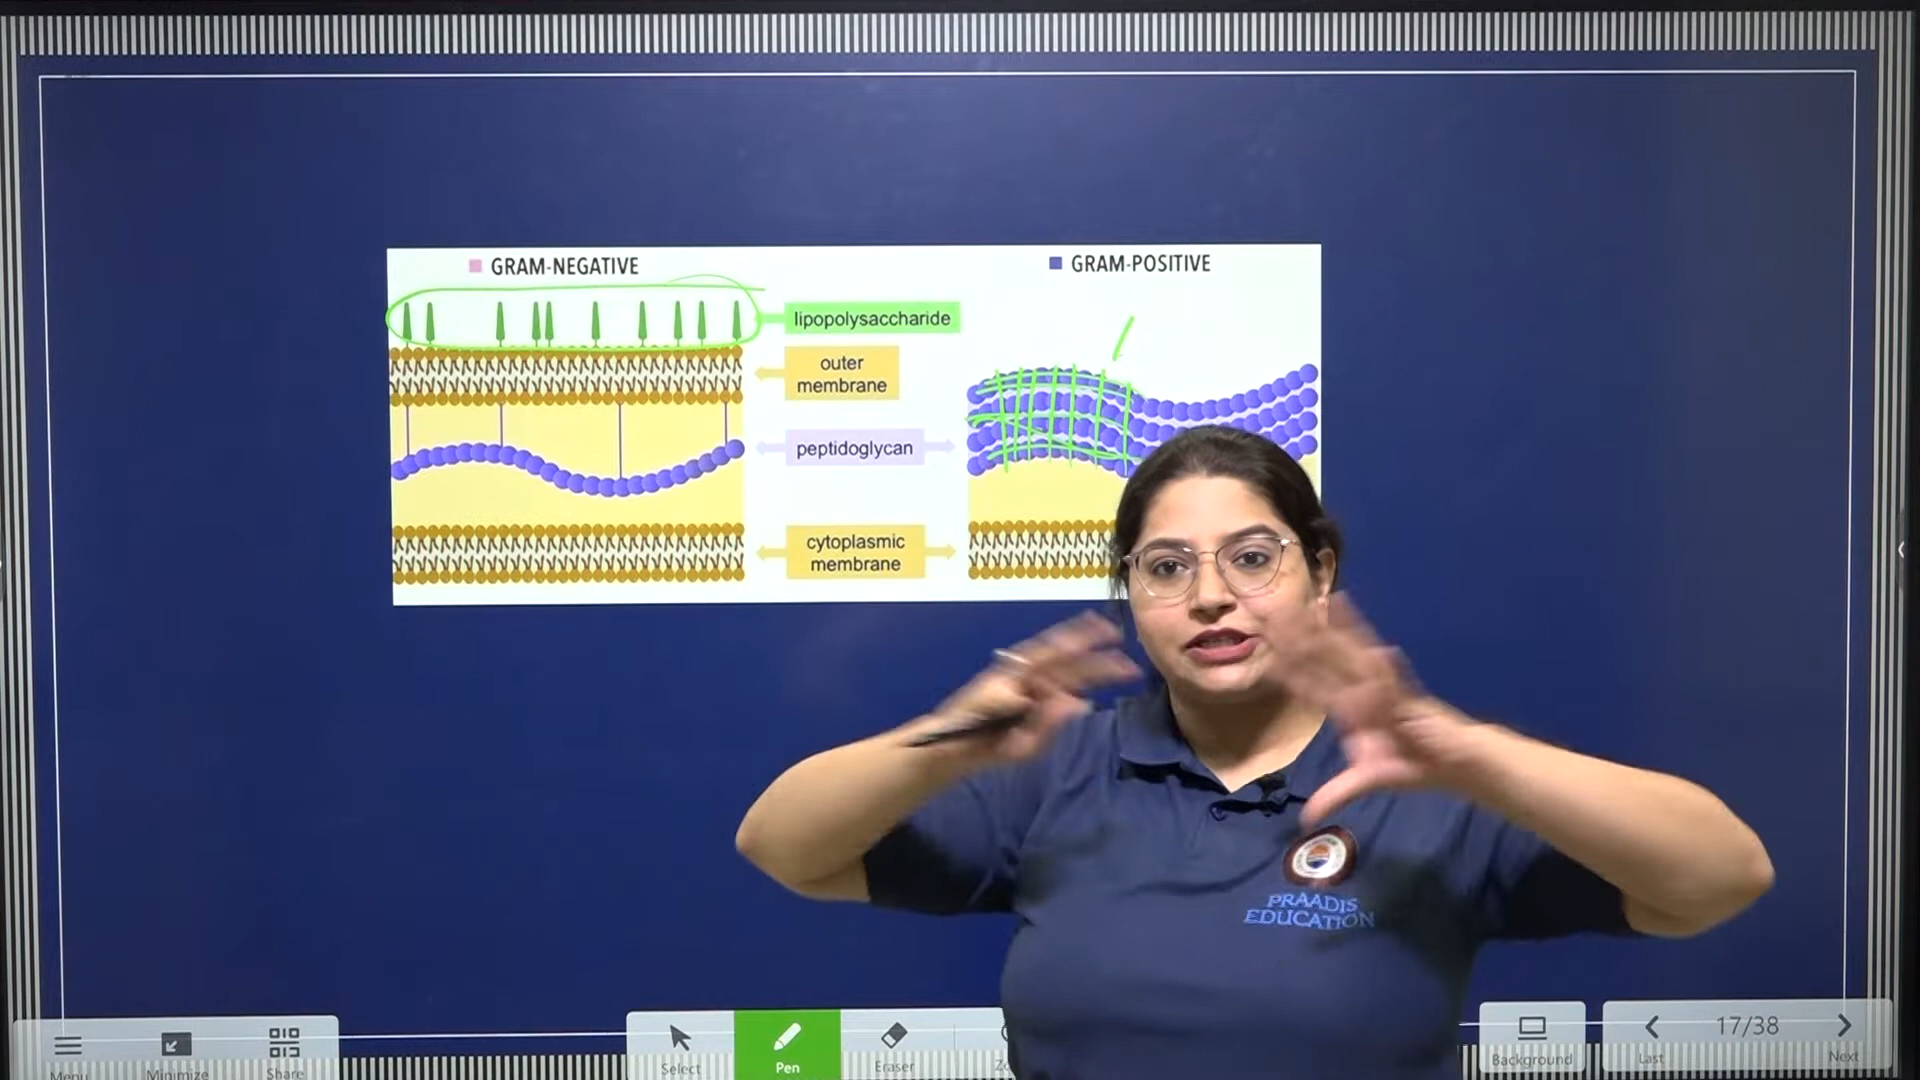 GRAM-NEGATIVE
GRAM-POSITIVE
lipopolysaccharide
outer
membrane
peptidoglycan
cytoplasmic
membrane
PRAADIS
EDUCATION
17/38
Menu
Minimize
Share
Select
Pen
Eraser
Background
Last
Next